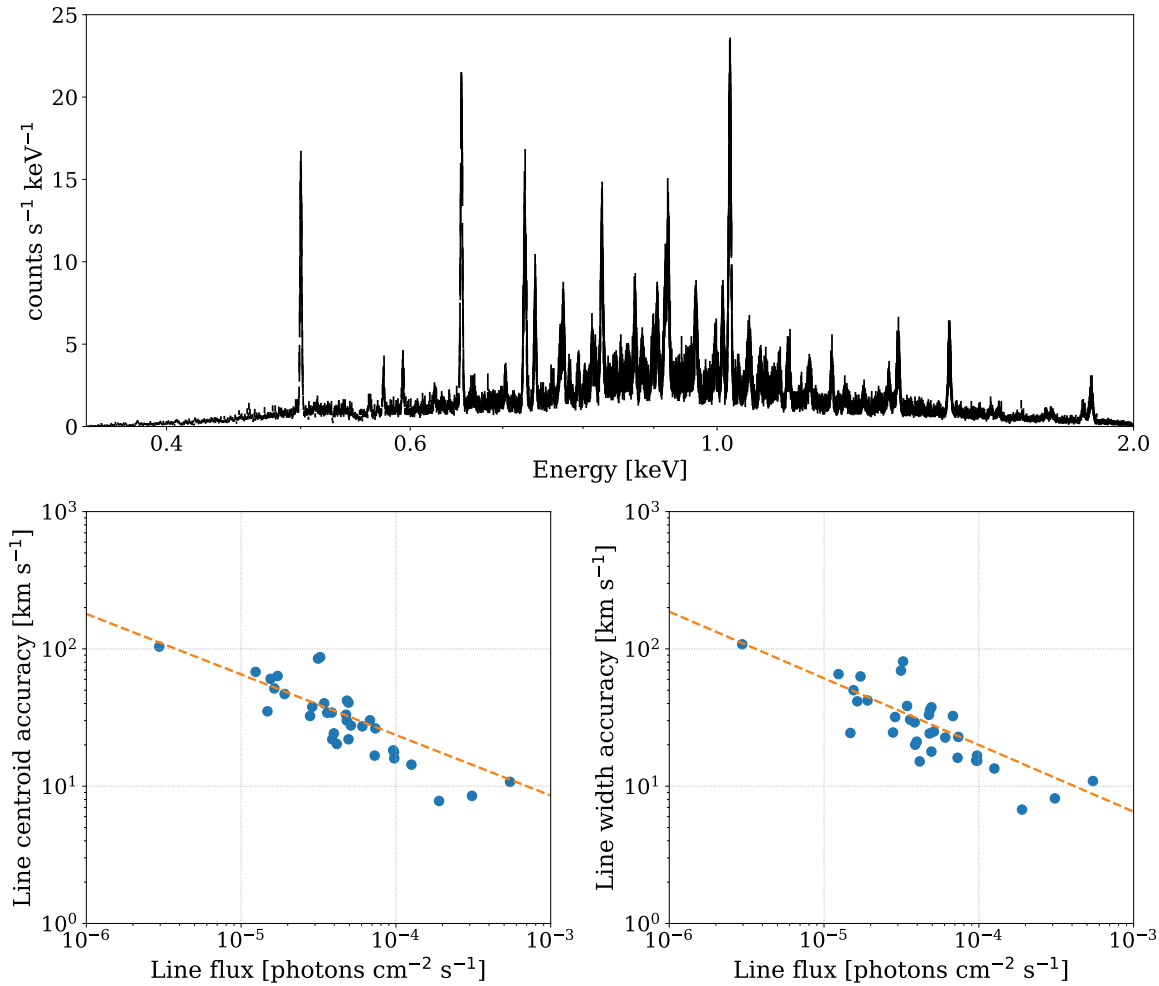 25
20
15
10
5
0
counts s⁻¹ keV⁻¹
0.4 0.6 1.0 2.0
Energy [keV]
10³
10²
10¹
10⁰
Line centroid accuracy [km s⁻¹]
10⁻⁶ 10⁻⁵ 10⁻⁴ 10⁻³
Line flux [photons cm⁻² s⁻¹]
10³
10²
10¹
10⁰
Line width accuracy [km s⁻¹]
10⁻⁶ 10⁻⁵ 10⁻⁴ 10⁻³
Line flux [photons cm⁻² s⁻¹]